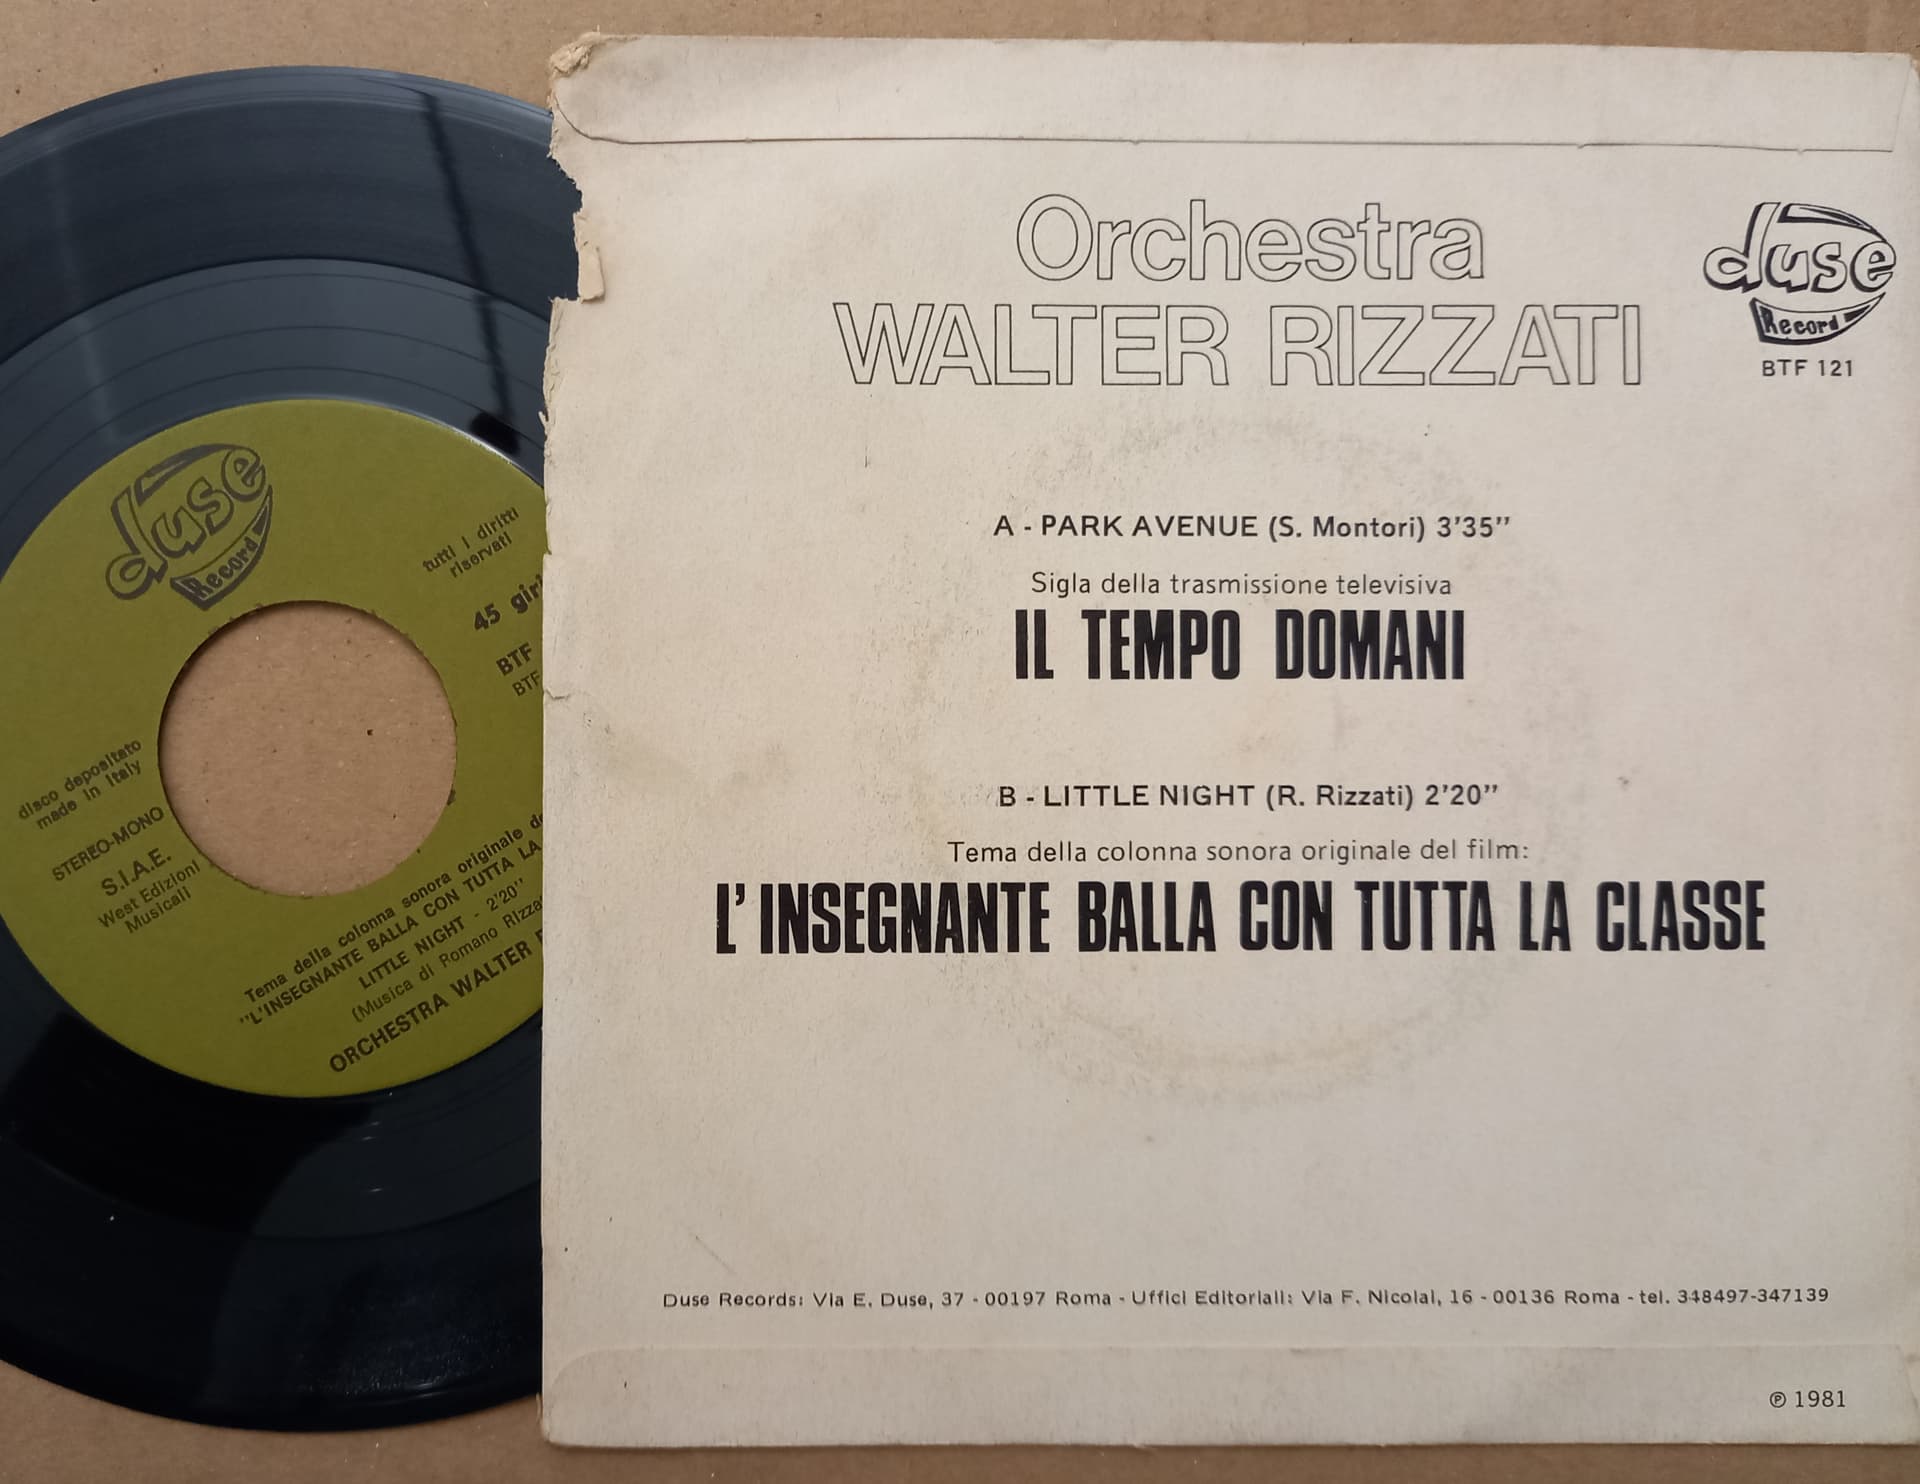 Orchestra
WALTER RIZZATI
duse
Record
BTF 121
A - PARK AVENUE (S. Montori) 3'35"
Sigla della trasmissione televisiva
IL TEMPO DOMANI
B - LITTLE NIGHT (R. Rizzati) 2'20"
Tema della colonna sonora originale del film:
L'INSEGNANTE BALLA CON TUTTA LA CLASSE
Duse Records: Via E. Duse, 37 - 00197 Roma - Uffici Editoriali: Via F. Nicolai, 16 - 00136 Roma - tel. 348497-347139
℗ 1981
duse
Record
tutti i diritti
riservati
45
BTF
BTF
disco depositato
made in Italy
STEREO-MONO
S.I.A.E.
West Edizioni
Musicali
Tema della colonna sonora originale
"L'INSEGNANTE BALLA CON TUTTA LA
LITTLE NIGHT - 2'20"
(Musica di Romano
ORCHESTRA WALTER